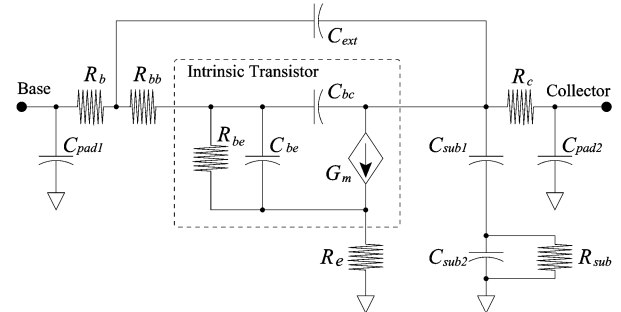 C_ext
R_b
R_bb
Intrinsic Transistor
R_c
Base
C_bc
Collector
C_pad1
R_be
C_be
G_m
C_sub1
C_pad2
R_e
C_sub2
R_sub